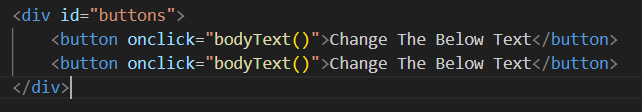 <div id="buttons">
    <button onclick="bodyText()">Change The Below Text</button>
    <button onclick="bodyText()">Change The Below Text</button>
</div>